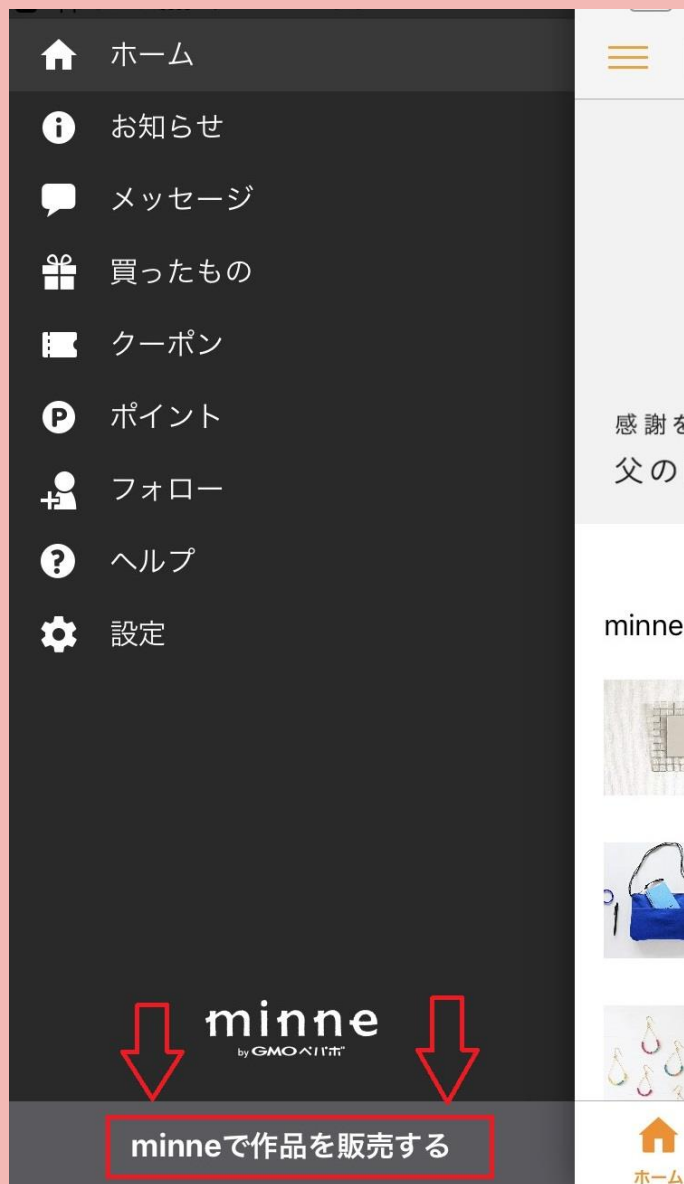 ホーム
お知らせ
メッセージ
買ったもの
クーポン
P
ポイント
フォロー
ヘルプ
設定
minne
by GMOペパボ
minneで作品を販売する
感謝を
父の
minne
ホーム